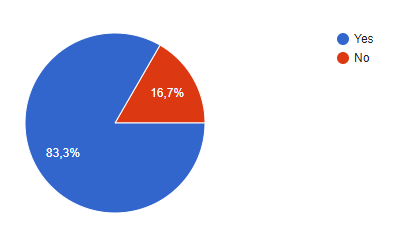 Yes
No
16,7%
83,3%